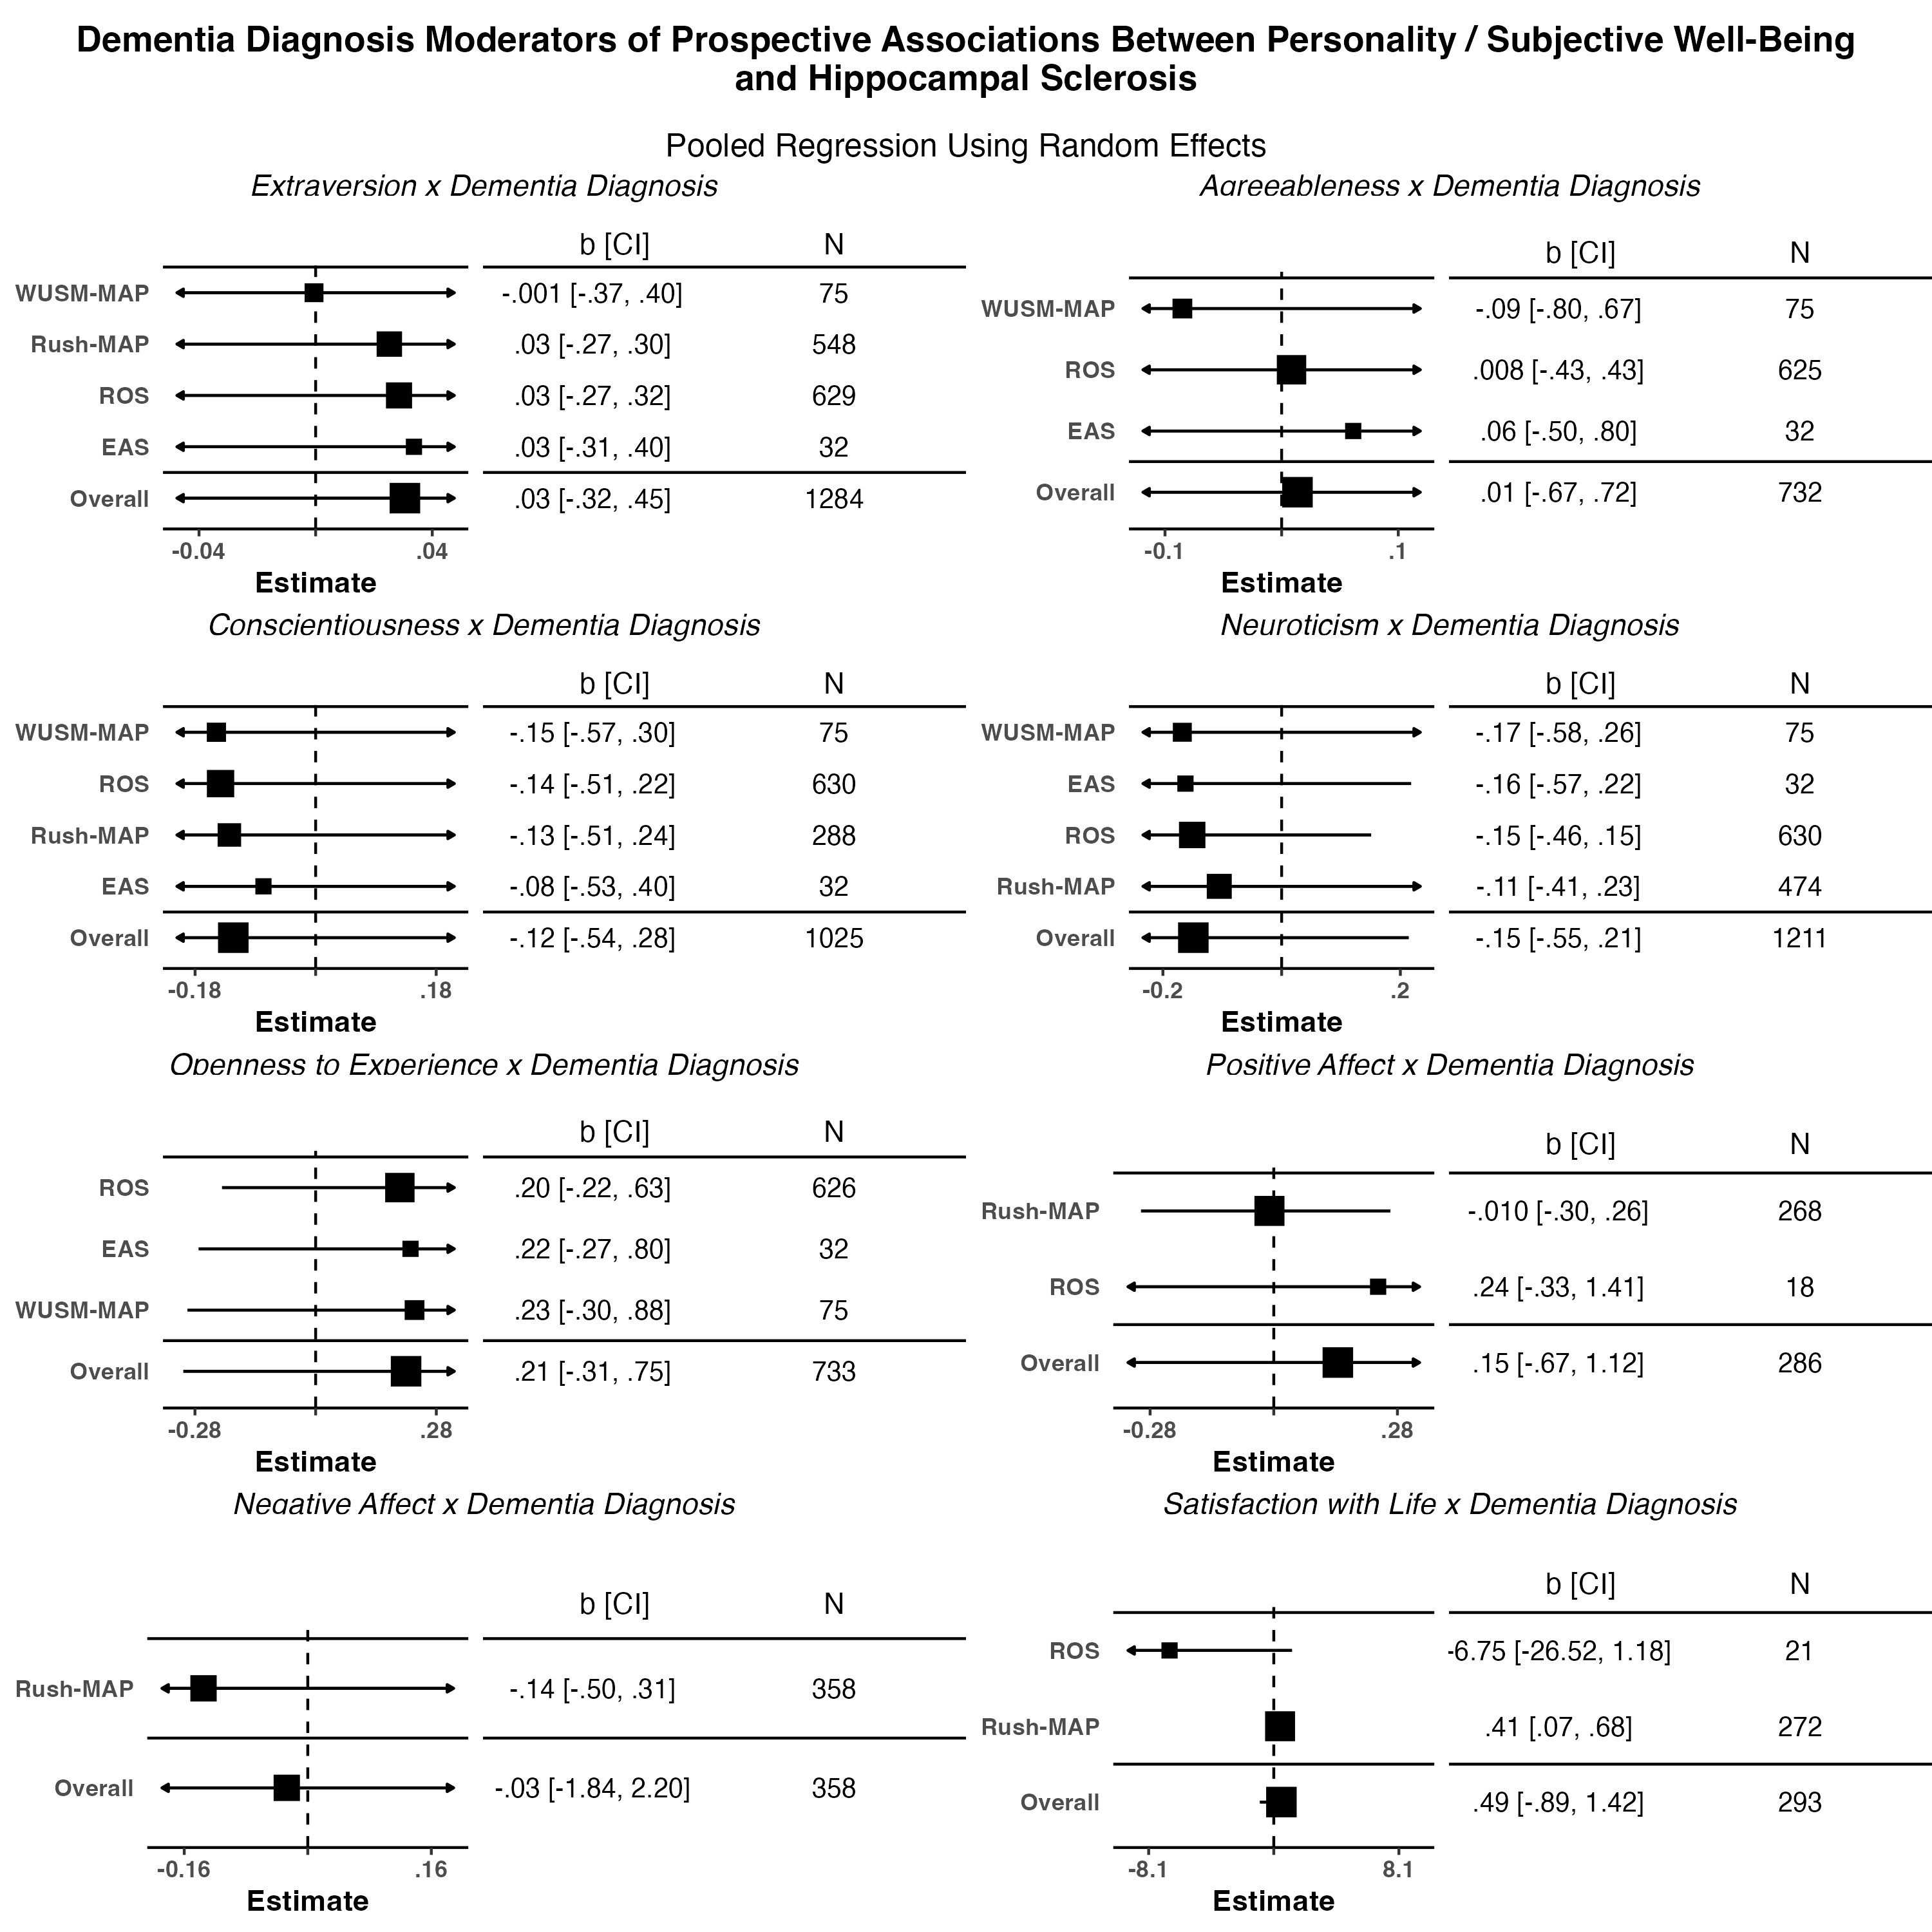 Dementia Diagnosis Moderators of Prospective Associations Between Personality / Subjective Well-Being
and Hippocampal Sclerosis
Pooled Regression Using Random Effects
Extraversion x Dementia Diagnosis
b [CI] N
WUSM-MAP -.001 [-.37, .40] 75
Rush-MAP .03 [-.27, .30] 548
ROS .03 [-.27, .32] 629
EAS .03 [-.31, .40] 32
Overall .03 [-.32, .45] 1284
-0.04 .04
Estimate
Agreeableness x Dementia Diagnosis
b [CI] N
WUSM-MAP -.09 [-.80, .67] 75
ROS .008 [-.43, .43] 625
EAS .06 [-.50, .80] 32
Overall .01 [-.67, .72] 732
-0.1 .1
Estimate
Conscientiousness x Dementia Diagnosis
b [CI] N
WUSM-MAP -.15 [-.57, .30] 75
ROS -.14 [-.51, .22] 630
Rush-MAP -.13 [-.51, .24] 288
EAS -.08 [-.53, .40] 32
Overall -.12 [-.54, .28] 1025
-0.18 .18
Estimate
Neuroticism x Dementia Diagnosis
b [CI] N
WUSM-MAP -.17 [-.58, .26] 75
EAS -.16 [-.57, .22] 32
ROS -.15 [-.46, .15] 630
Rush-MAP -.11 [-.41, .23] 474
Overall -.15 [-.55, .21] 1211
-0.2 .2
Estimate
Openness to Experience x Dementia Diagnosis
b [CI] N
ROS .20 [-.22, .63] 626
EAS .22 [-.27, .80] 32
WUSM-MAP .23 [-.30, .88] 75
Overall .21 [-.31, .75] 733
-0.28 .28
Estimate
Positive Affect x Dementia Diagnosis
b [CI] N
Rush-MAP -.010 [-.30, .26] 268
ROS .24 [-.33, 1.41] 18
Overall .15 [-.67, 1.12] 286
-0.28 .28
Estimate
Negative Affect x Dementia Diagnosis
b [CI] N
Rush-MAP -.14 [-.50, .31] 358
Overall -.03 [-1.84, 2.20] 358
-0.16 .16
Estimate
Satisfaction with Life x Dementia Diagnosis
b [CI] N
ROS -6.75 [-26.52, 1.18] 21
Rush-MAP .41 [.07, .68] 272
Overall .49 [-.89, 1.42] 293
-8.1 8.1
Estimate